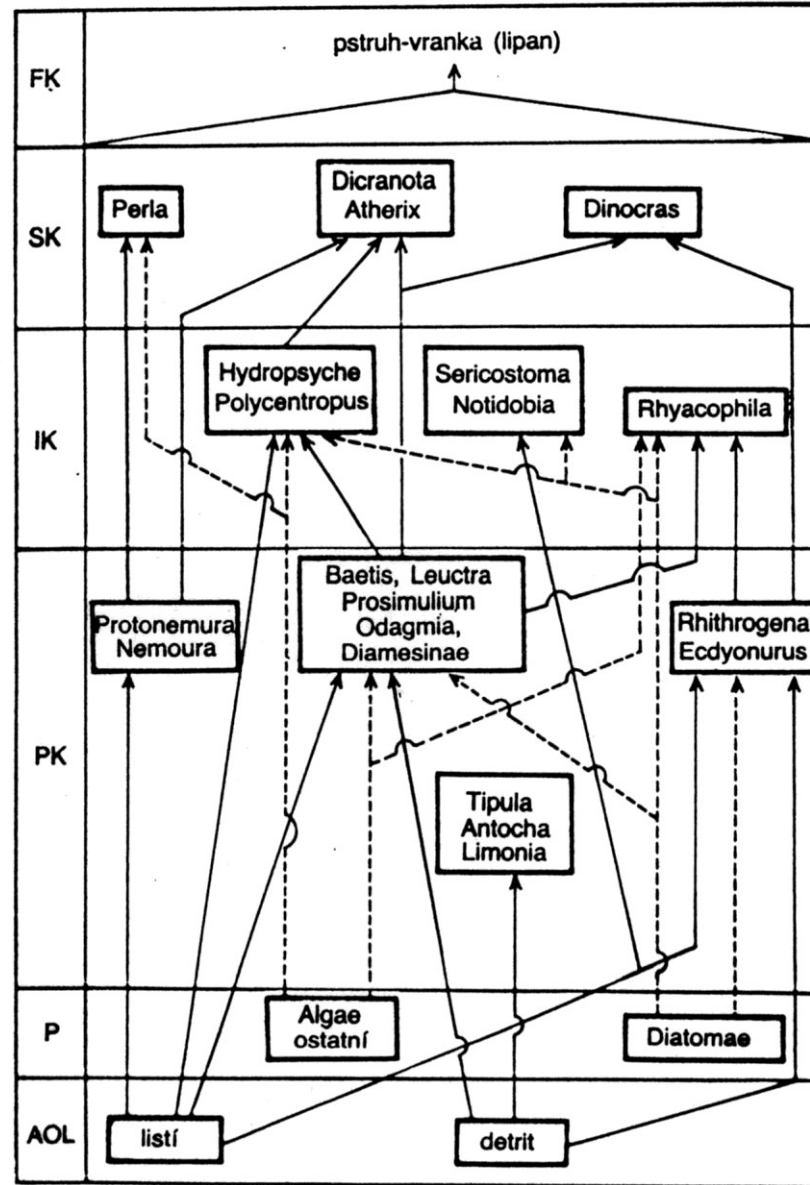 FK
pstruh-vranka (lipan)
SK
Perla
Dicranota
Atherix
Dinocras
IK
Hydropsyche
Polycentropus
Sericostoma
Notidobia
Rhyacophila
PK
Protonemura
Nemoura
Baetis, Leuctra
Prosimulium
Odagmia,
Diamesinae
Rhithrogena
Ecdyonurus
Tipula
Antocha
Limonia
P
Algae
ostatní
Diatomae
AOL
listí
detrit